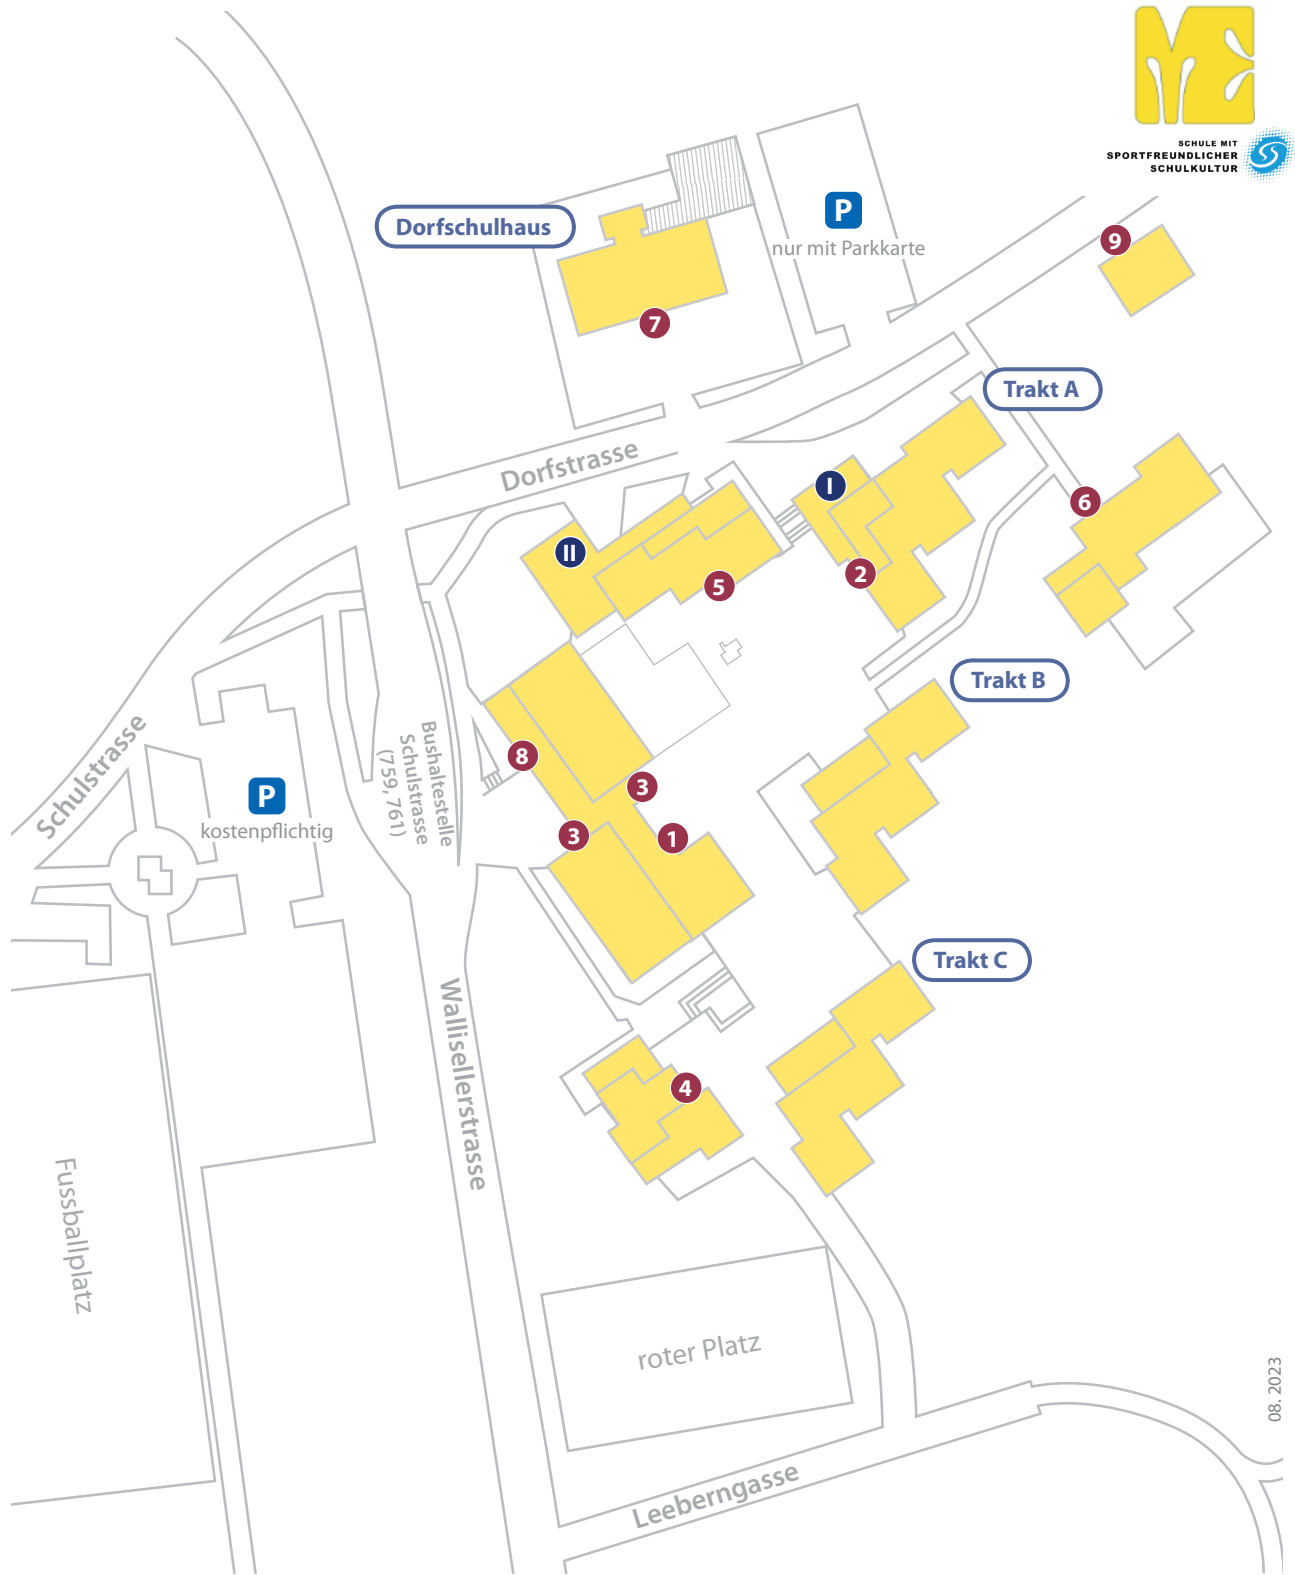 ME
SCHULE MIT
SPORTFREUNDLICHER
SCHULKULTUR
P
nur mit Parkkarte
Dorfschulhaus
9
7
Trakt A
Dorfstrasse
I
6
II
2
5
Trakt B
Schulstrasse
Bushaltestelle
Schulstrasse
(759, 761)
8
3
P
kostenpflichtig
3
1
Trakt C
Wallisellerstrasse
4
Fussballplatz
roter Platz
Leeberngasse
08. 2023